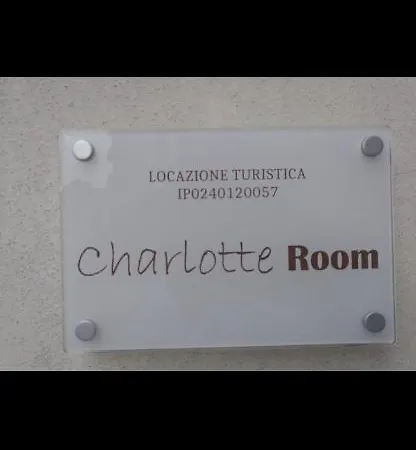 LOCAZIONE TURISTICA
IP0240120057
Charlotte Room